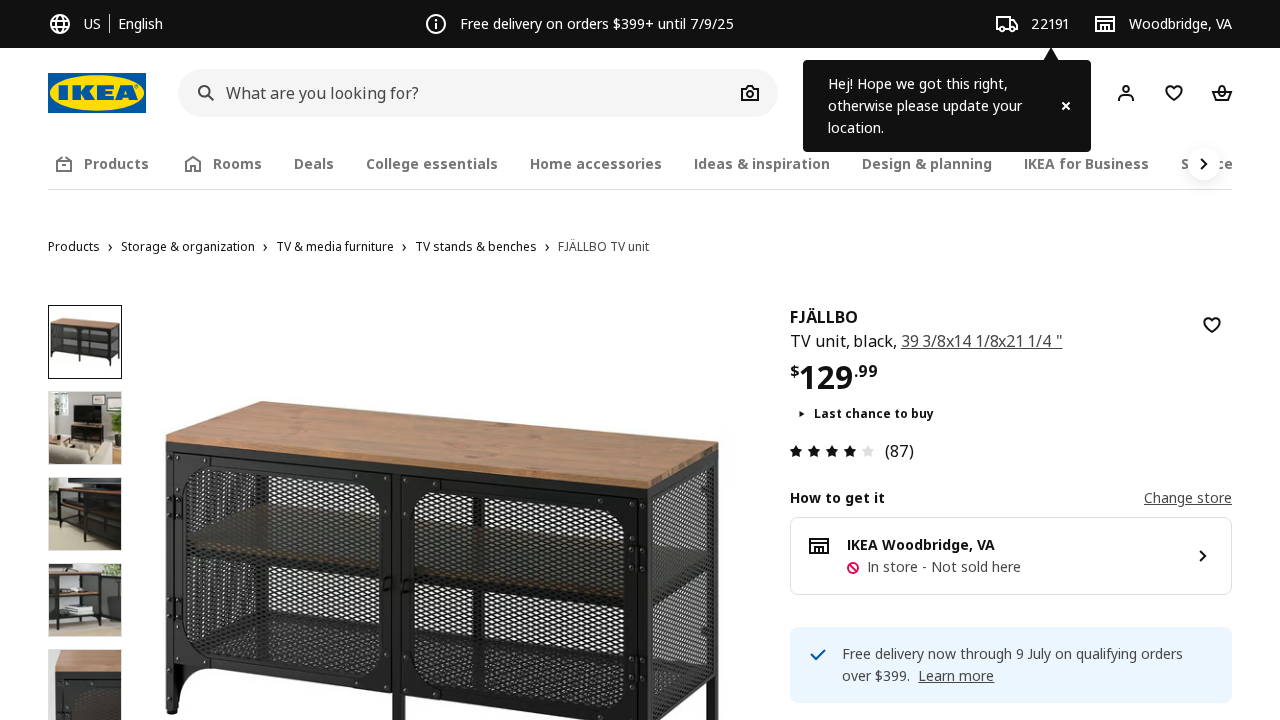 US | English
Free delivery on orders $399+ until 7/9/25
22191
Woodbridge, VA
IKEA
What are you looking for?
Hej! Hope we got this right,
otherwise please update your
location.
Products
Rooms
Deals
College essentials
Home accessories
Ideas & inspiration
Design & planning
IKEA for Business
Products › Storage & organization › TV & media furniture › TV stands & benches › FJÄLLBO TV unit
FJÄLLBO
TV unit, black, 39 3/8x14 1/8x21 1/4 "
$129.99
Last chance to buy
(87)
How to get it
Change store
IKEA Woodbridge, VA
In store - Not sold here
Free delivery now through 9 July on qualifying orders
over $399. Learn more